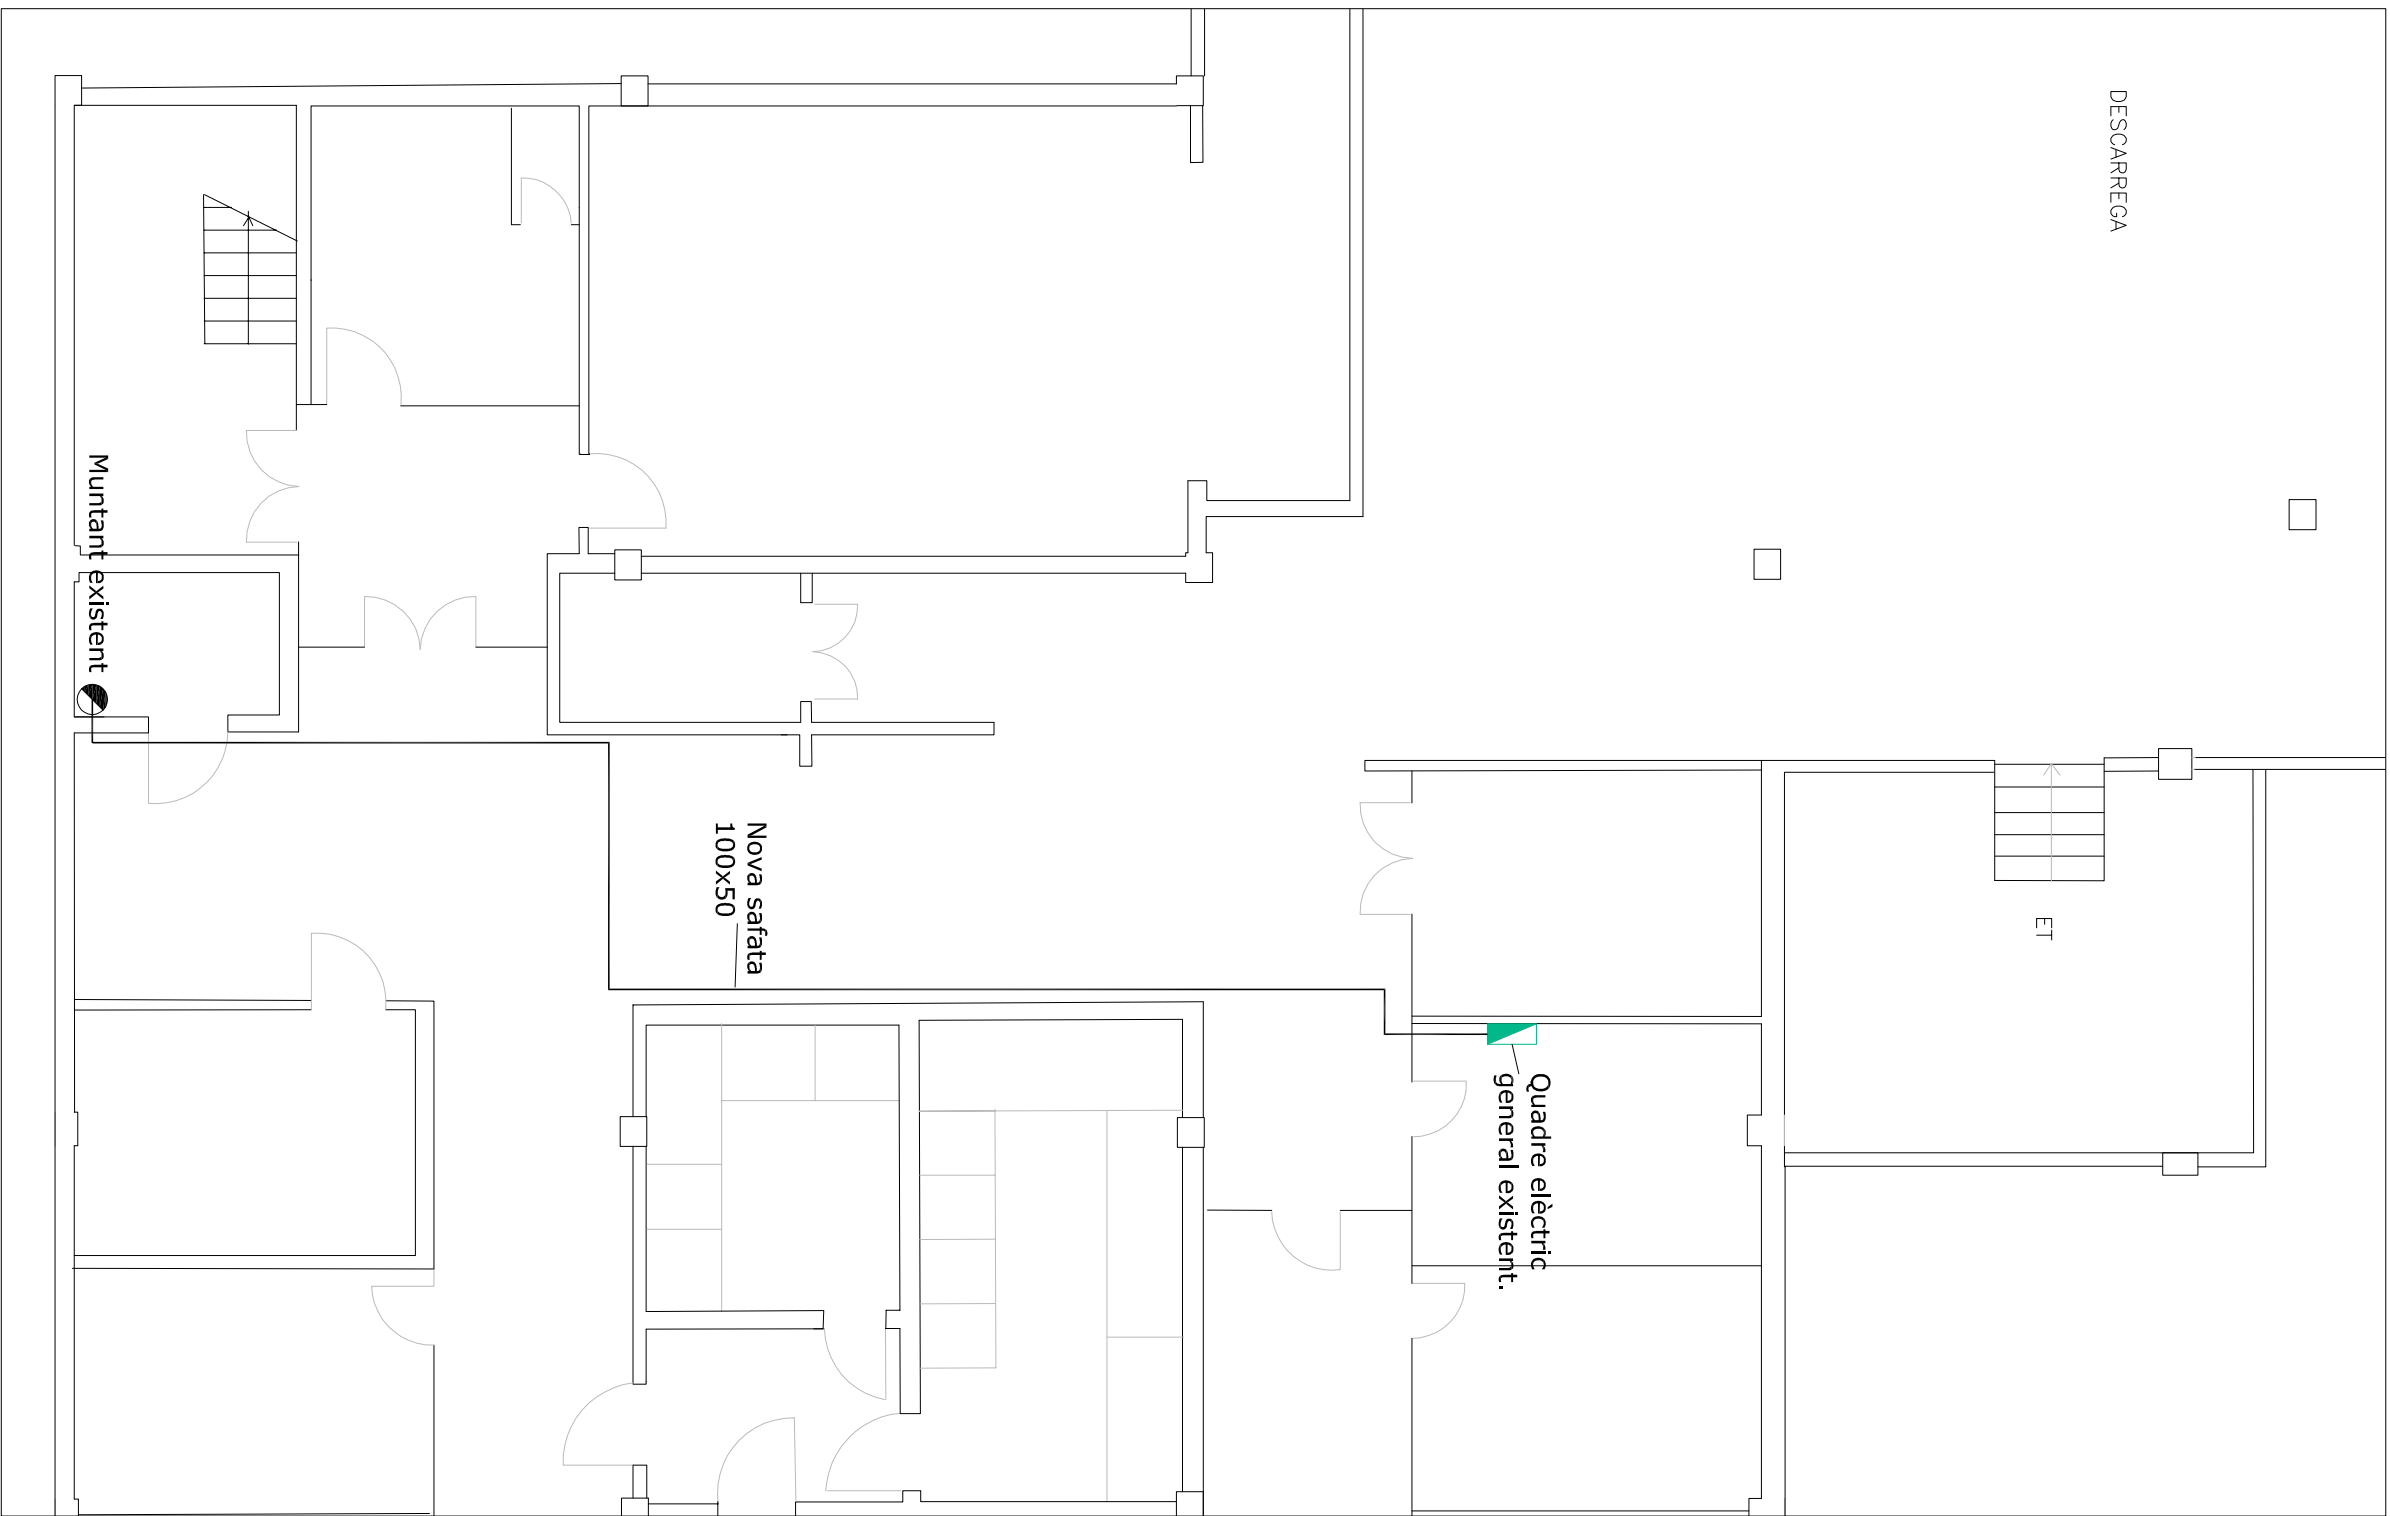 DESCARREGA
Muntant existent
Nova safata
100x50
ET
Quadre elèctric
general existent.